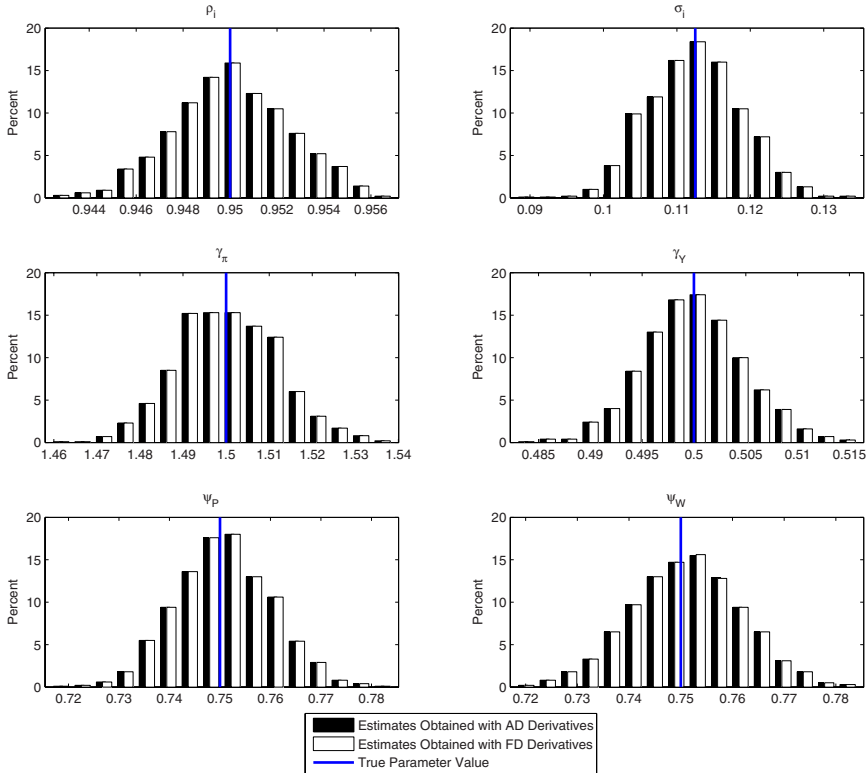 ρi
σi
20
15
10
5
0
Percent
0.944 0.946 0.948 0.95 0.952 0.954 0.956
20
15
10
5
0
Percent
0.09 0.1 0.11 0.12 0.13
γπ
γY
20
15
10
5
0
Percent
1.46 1.47 1.48 1.49 1.5 1.51 1.52 1.53 1.54
20
15
10
5
0
Percent
0.485 0.49 0.495 0.5 0.505 0.51 0.515
ψP
ψW
20
15
10
5
0
Percent
0.72 0.73 0.74 0.75 0.76 0.77 0.78
20
15
10
5
0
Percent
0.72 0.73 0.74 0.75 0.76 0.77 0.78
Estimates Obtained with AD Derivatives
Estimates Obtained with FD Derivatives
True Parameter Value